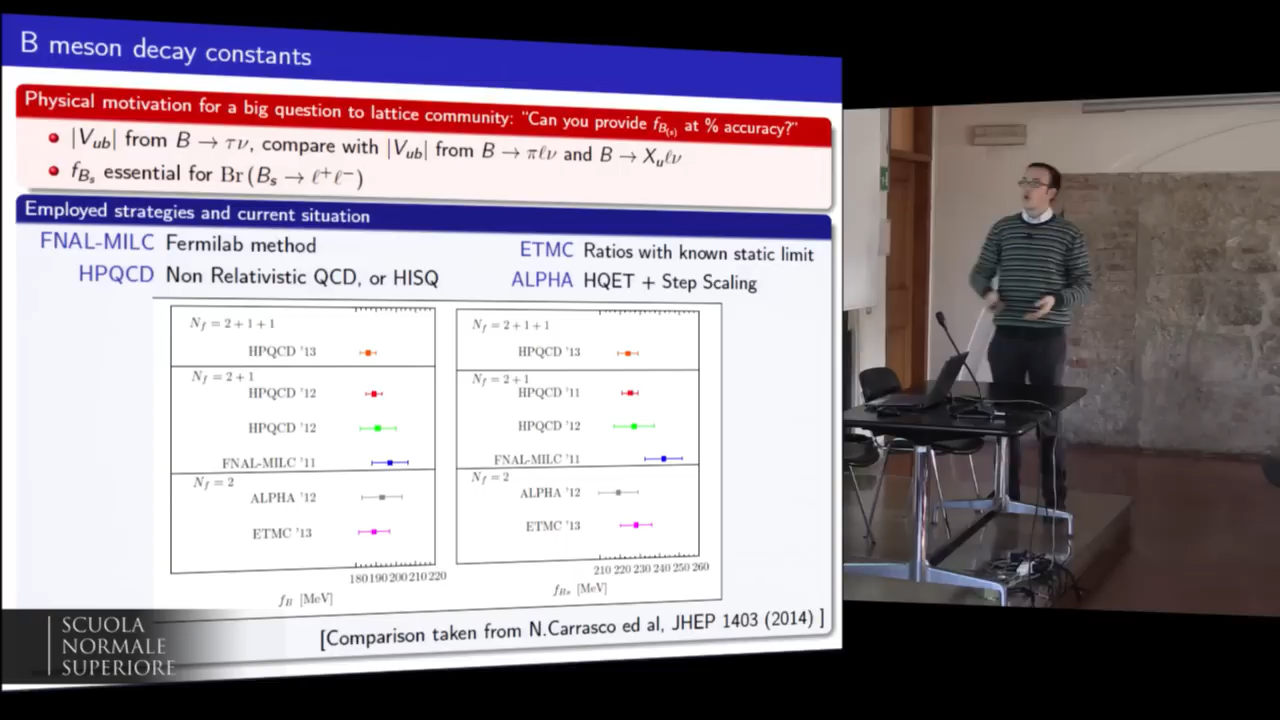 B meson decay constants
Physical motivation for a big question to lattice community: "Can you provide f_{B_{(s)}} at % accuracy?"
|V_{ub}| from B → τν, compare with |V_{ub}| from B → πℓν and B → X_uℓν
f_{B_s} essential for Br(B_s → ℓ⁺ℓ⁻)
Employed strategies and current situation
FNAL-MILC Fermilab method
ETMC Ratios with known static limit
HPQCD Non Relativistic QCD, or HISQ
ALPHA HQET + Step Scaling
N_f = 2+1+1
HPQCD '13
N_f = 2+1
HPQCD '12
HPQCD '12
FNAL-MILC '11
N_f = 2
ALPHA '12
ETMC '13
180 190 200 210 220
f_B [MeV]
N_f = 2+1+1
HPQCD '13
N_f = 2+1
HPQCD '11
HPQCD '12
FNAL-MILC '11
N_f = 2
ALPHA '12
ETMC '13
210 220 230 240 250 260
f_{Bs} [MeV]
[Comparison taken from N.Carrasco ed al, JHEP 1403 (2014) ]
SCUOLA
NORMALE
SUPERIORE